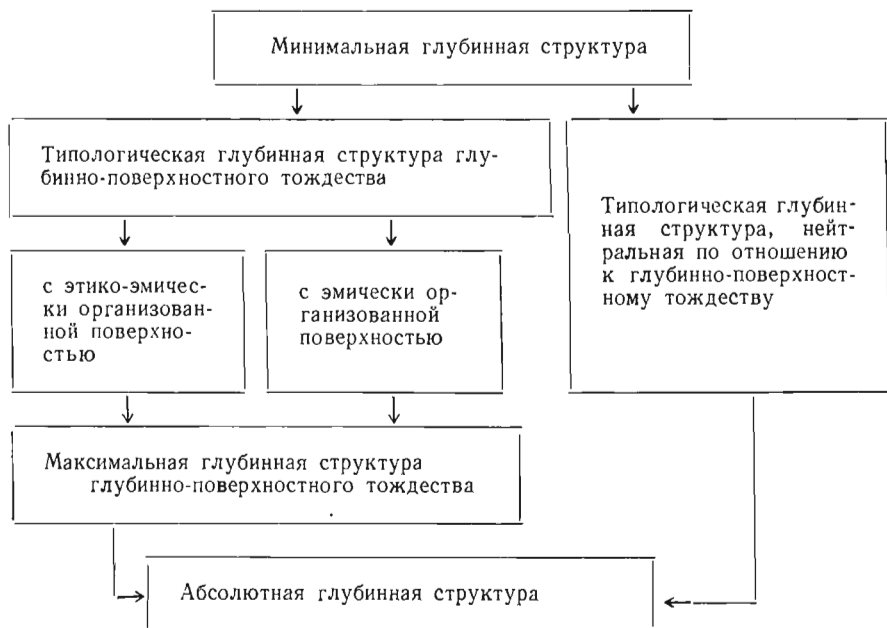 Минимальная глубинная структура
Типологическая глубинная структура глу-
бинно-поверхностного тождества
Типологическая глубин-
ная структура, нейт-
ральная по отношению
к глубинно-поверхност-
ному тождеству
с этико-эмиче-
ски организован-
ной поверхно-
стью
с эмически ор-
ганизованной
поверхностью
Максимальная глубинная структура
глубинно-поверхностного тождества
Абсолютная глубинная структура